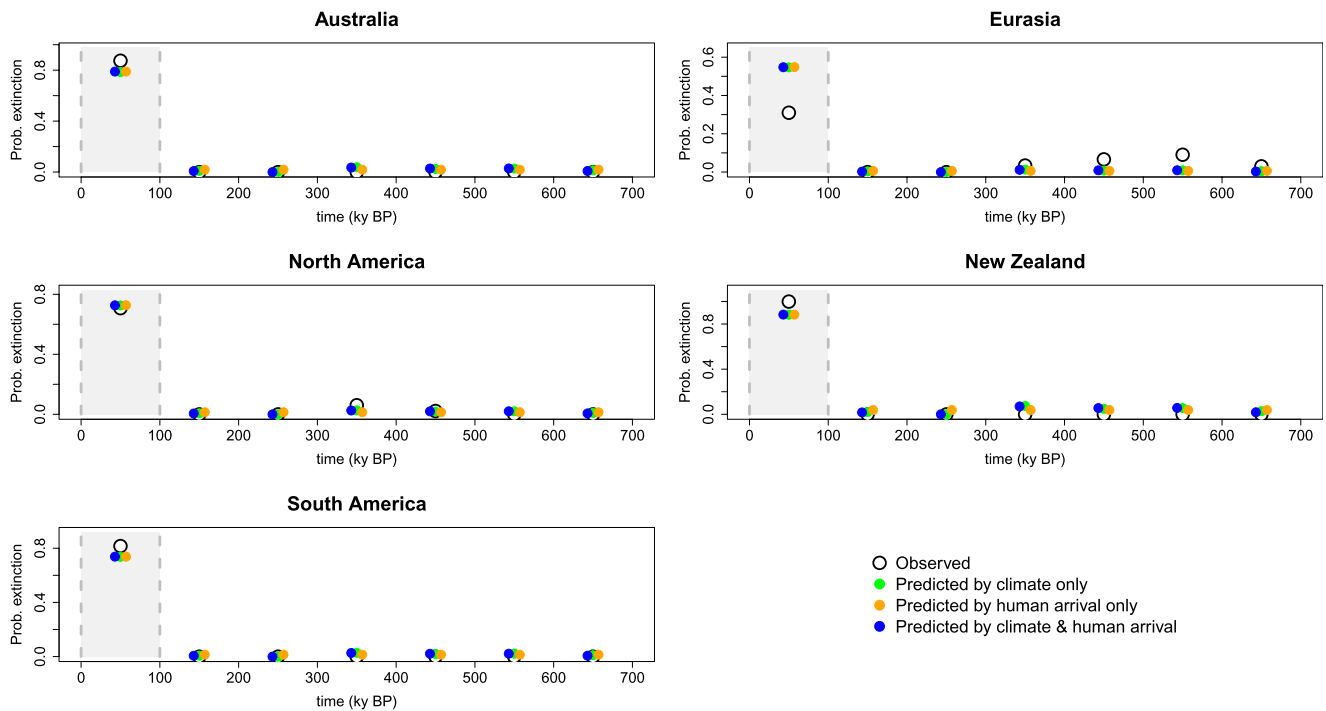 Australia
Prob. extinction
0.0 0.4 0.8
0 100 200 300 400 500 600 700
time (ky BP)
Eurasia
Prob. extinction
0.0 0.2 0.4 0.6
0 100 200 300 400 500 600 700
time (ky BP)
North America
Prob. extinction
0.0 0.4 0.8
0 100 200 300 400 500 600 700
time (ky BP)
New Zealand
Prob. extinction
0.0 0.4 0.8
0 100 200 300 400 500 600 700
time (ky BP)
South America
Prob. extinction
0.0 0.4 0.8
0 100 200 300 400 500 600 700
time (ky BP)
Observed
Predicted by climate only
Predicted by human arrival only
Predicted by climate & human arrival